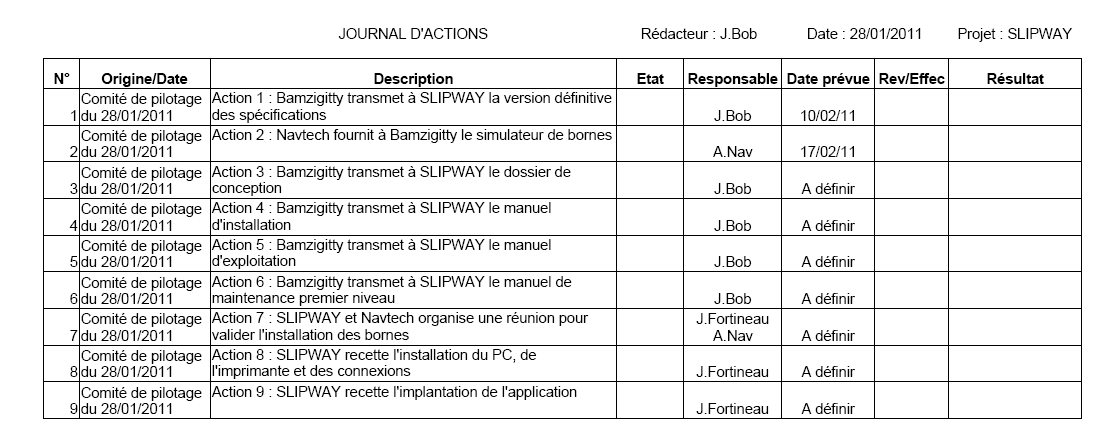 JOURNAL D'ACTIONS Rédacteur : J.Bob Date : 28/01/2011 Projet : SLIPWAY
N° Origine/Date Description Etat Responsable Date prévue Rev/Effec Résultat
Comité de pilotage Action 1 : Bamzigitty transmet à SLIPWAY la version définitive
1 du 28/01/2011 des spécifications J.Bob 10/02/11
Comité de pilotage Action 2 : Navtech fournit à Bamzigitty le simulateur de bornes
2 du 28/01/2011 A.Nav 17/02/11
Comité de pilotage Action 3 : Bamzigitty transmet à SLIPWAY le dossier de
3 du 28/01/2011 conception J.Bob A définir
Comité de pilotage Action 4 : Bamzigitty transmet à SLIPWAY le manuel
4 du 28/01/2011 d'installation J.Bob A définir
Comité de pilotage Action 5 : Bamzigitty transmet à SLIPWAY le manuel
5 du 28/01/2011 d'exploitation J.Bob A définir
Comité de pilotage Action 6 : Bamzigitty transmet à SLIPWAY le manuel de
6 du 28/01/2011 maintenance premier niveau J.Bob A définir
Comité de pilotage Action 7 : SLIPWAY et Navtech organise une réunion pour J.Fortineau
7 du 28/01/2011 valider l'installation des bornes A.Nav A définir
Comité de pilotage Action 8 : SLIPWAY recette l'installation du PC, de
8 du 28/01/2011 l'imprimante et des connexions J.Fortineau A définir
Comité de pilotage Action 9 : SLIPWAY recette l'implantation de l'application
9 du 28/01/2011 J.Fortineau A définir